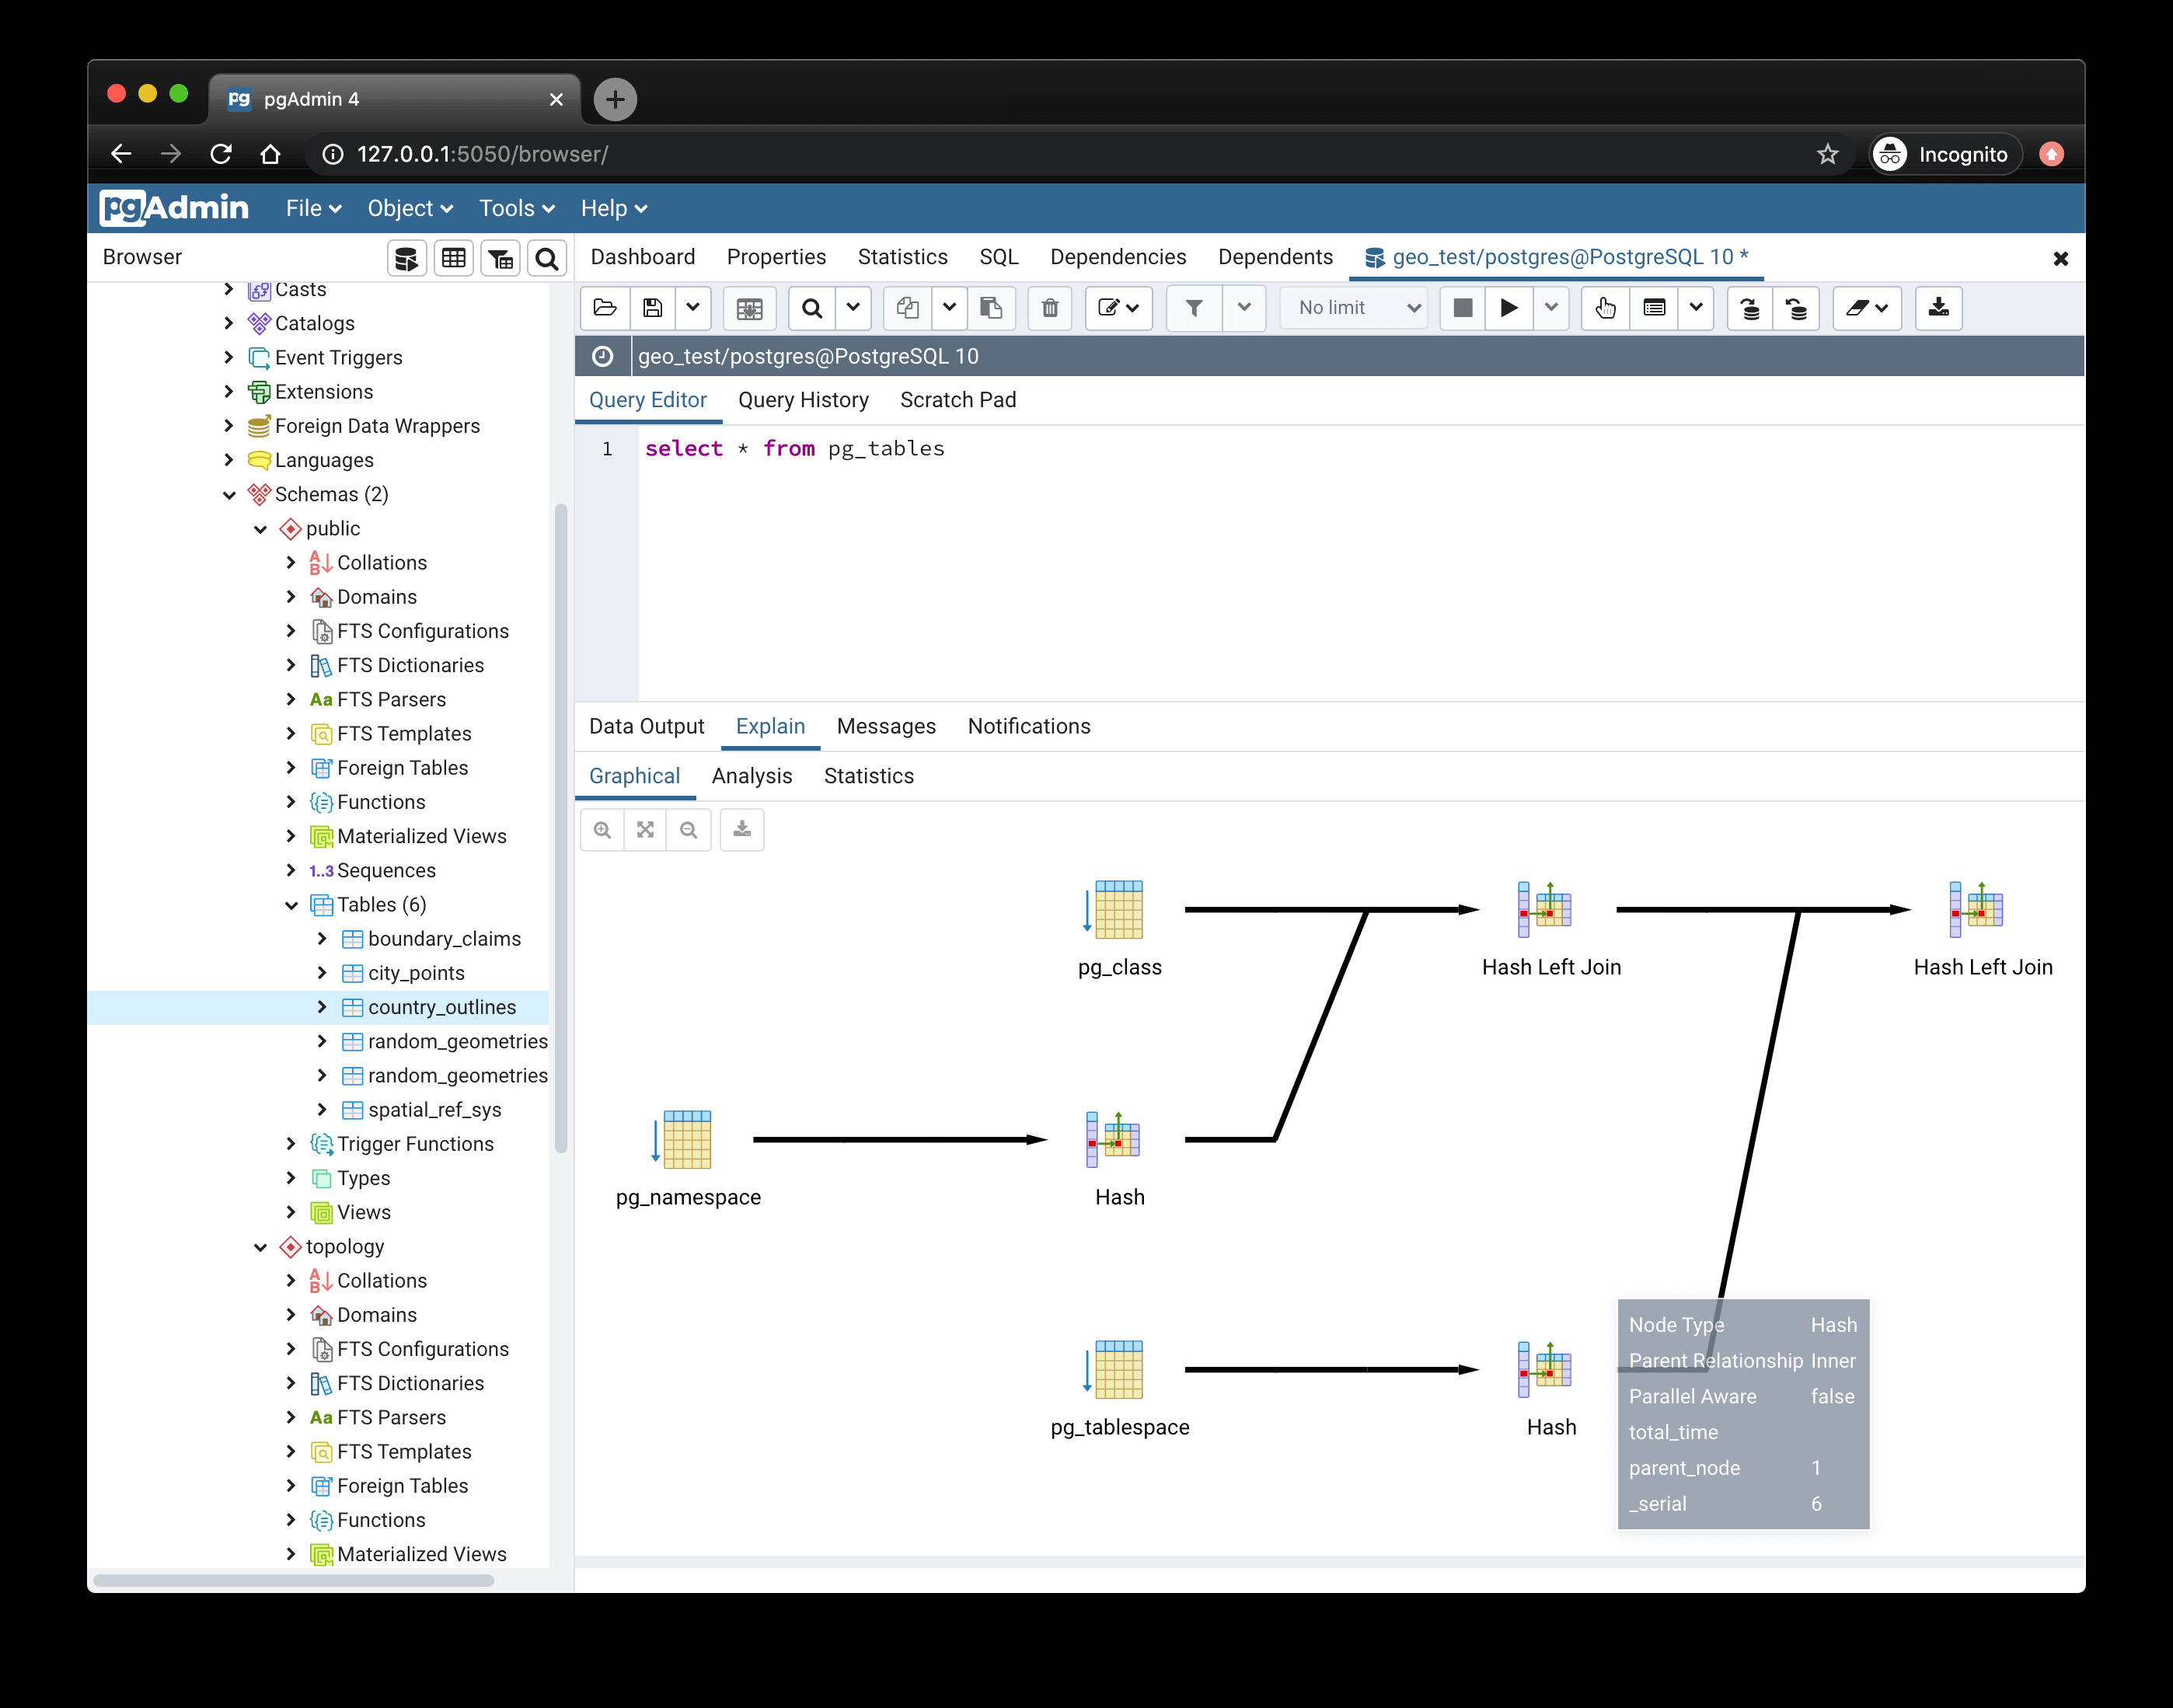 pg pgAdmin 4
127.0.0.1:5050/browser/
Incognito
pgAdmin File Object Tools Help
Browser
Dashboard Properties Statistics SQL Dependencies Dependents geo_test/postgres@PostgreSQL 10 *
No limit
geo_test/postgres@PostgreSQL 10
Query Editor Query History Scratch Pad
1 select * from pg_tables
Casts
Catalogs
Event Triggers
Extensions
Foreign Data Wrappers
Languages
Schemas (2)
public
Collations
Domains
FTS Configurations
FTS Dictionaries
Aa FTS Parsers
FTS Templates
Foreign Tables
Functions
Materialized Views
1..3 Sequences
Tables (6)
boundary_claims
city_points
country_outlines
random_geometries
random_geometries
spatial_ref_sys
Trigger Functions
Types
Views
topology
Collations
Domains
FTS Configurations
FTS Dictionaries
Aa FTS Parsers
FTS Templates
Foreign Tables
Functions
Materialized Views
Data Output Explain Messages Notifications
Graphical Analysis Statistics
pg_class
Hash Left Join
Hash Left Join
pg_namespace
Hash
pg_tablespace
Hash
Node Type Hash
Parent Relationship Inner
Parallel Aware false
total_time
parent_node 1
_serial 6